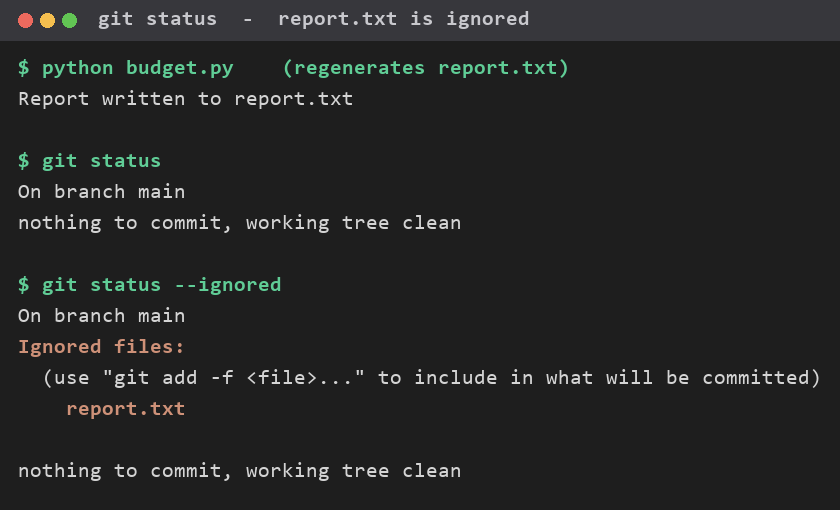 git status  -  report.txt is ignored
$ python budget.py    (regenerates report.txt)
Report written to report.txt
$ git status
On branch main
nothing to commit, working tree clean
$ git status --ignored
On branch main
Ignored files:
  (use "git add -f <file>..." to include in what will be committed)
    report.txt
nothing to commit, working tree clean